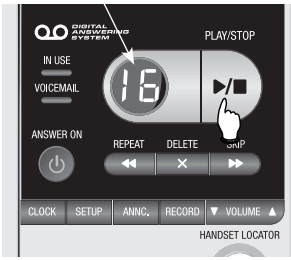 DIGITAL
ANSWERING
SYSTEM
PLAY/STOP
IN USE
VOICEMAIL
16
ANSWER ON
REPEAT DELETE SKIP
CLOCK SETUP ANNC. RECORD VOLUME
HANDSET LOCATOR